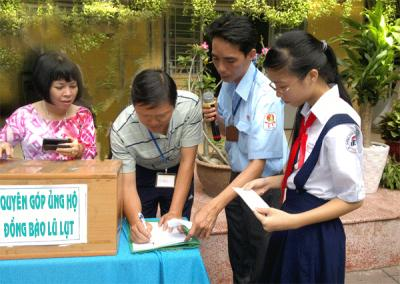 QUYÊN GÓP ỦNG HỘ
ĐỒNG BÀO LŨ LỤT